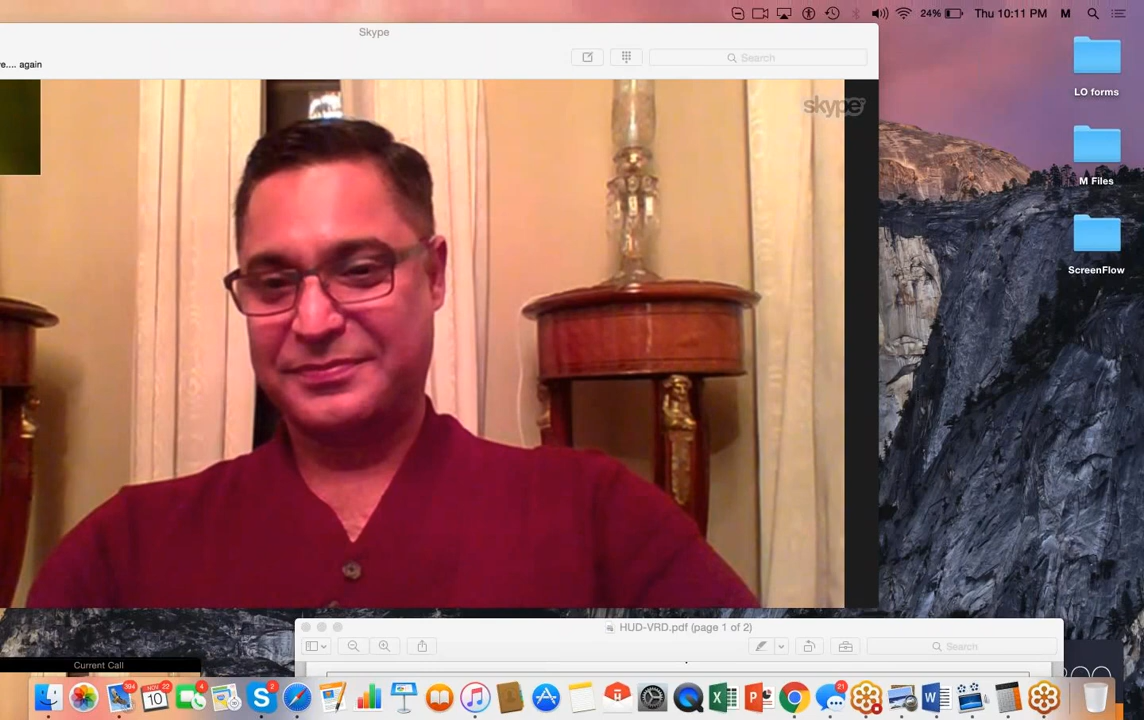 24%
Thu 10:11 PM
M
Skype
again
Search
skype
LO forms
M Files
ScreenFlow
HUD-VRD.pdf (page 1 of 2)
Search
Current Call